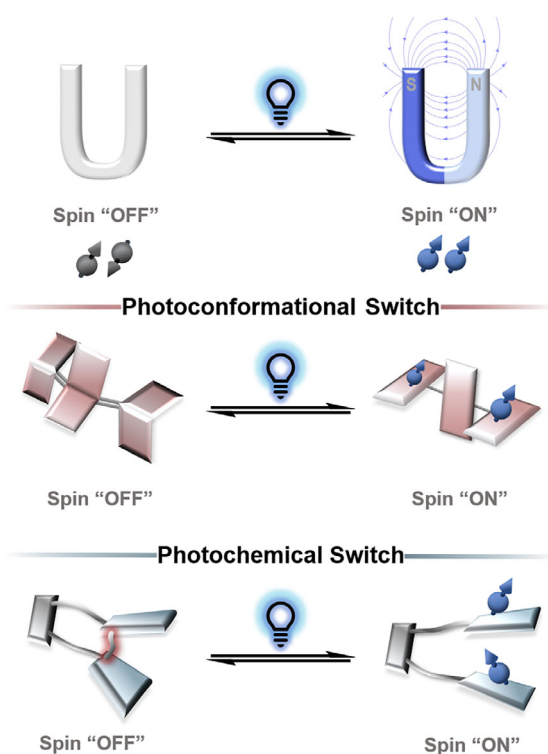 S N
Spin “OFF” Spin “ON”
Photoconformational Switch
Spin “OFF” Spin “ON”
Photochemical Switch
Spin “OFF” Spin “ON”